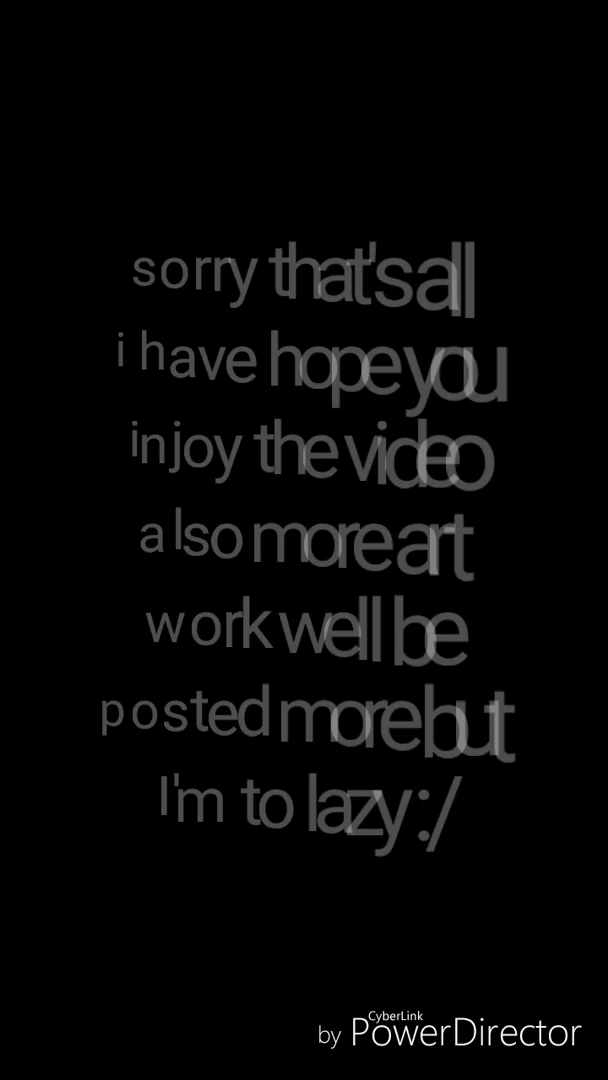 sorry that's all
i have hope you
injoy the video
also more art
work well be
posted more but
I'm to lazy :/
CyberLink
by PowerDirector